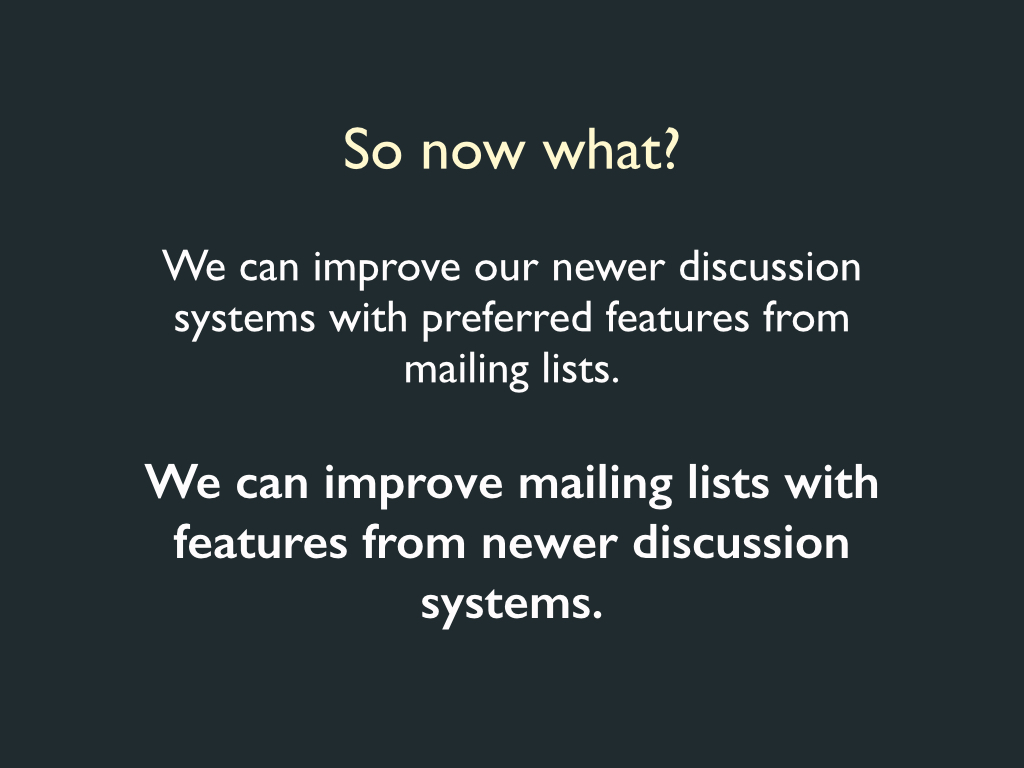 So now what?
We can improve our newer discussion
systems with preferred features from
mailing lists.
We can improve mailing lists with
features from newer discussion
systems.